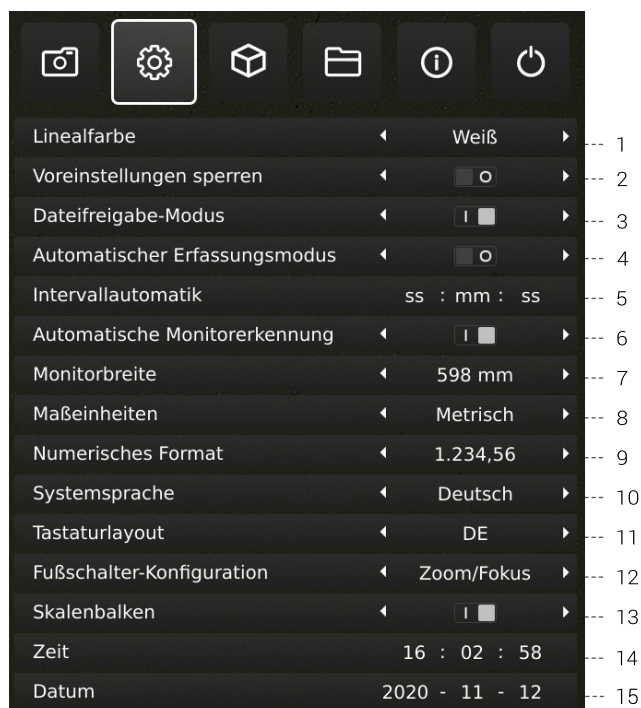 Linealfarbe Weiß --- 1
Voreinstellungen sperren O --- 2
Dateifreigabe-Modus I --- 3
Automatischer Erfassungsmodus O --- 4
Intervallautomatik ss : mm : ss --- 5
Automatische Monitorerkennung I --- 6
Monitorbreite 598 mm --- 7
Maßeinheiten Metrisch --- 8
Numerisches Format 1.234,56 --- 9
Systemsprache Deutsch --- 10
Tastaturlayout DE --- 11
Fußschalter-Konfiguration Zoom/Fokus --- 12
Skalenbalken I --- 13
Zeit 16 : 02 : 58 --- 14
Datum 2020 - 11 - 12 --- 15